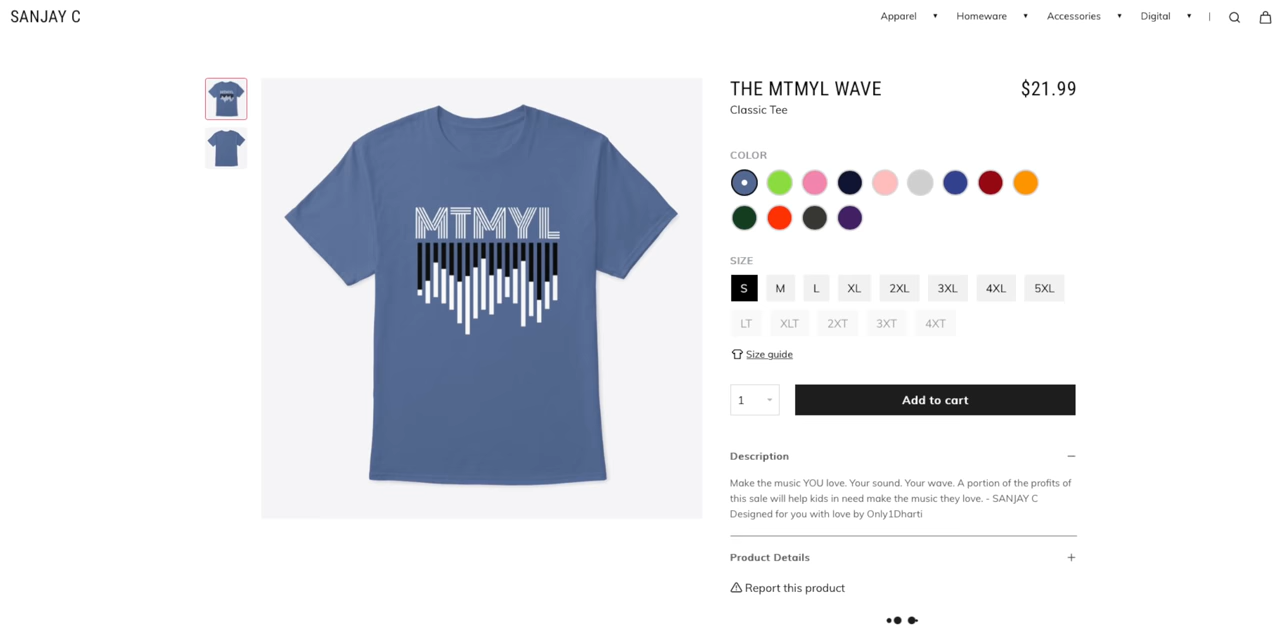 SANJAY C
Apparel ▼ Homeware ▼ Accessories ▼ Digital ▼ |
THE MTMYL WAVE $21.99
Classic Tee
COLOR
MTMYL
SIZE
S M L XL 2XL 3XL 4XL 5XL
LT XLT 2XT 3XT 4XT
Size guide
1 Add to cart
Description −
Make the music YOU love. Your sound. Your wave. A portion of the profits of
this sale will help kids in need make the music they love. - SANJAY C
Designed for you with love by Only1Dharti
Product Details +
Report this product